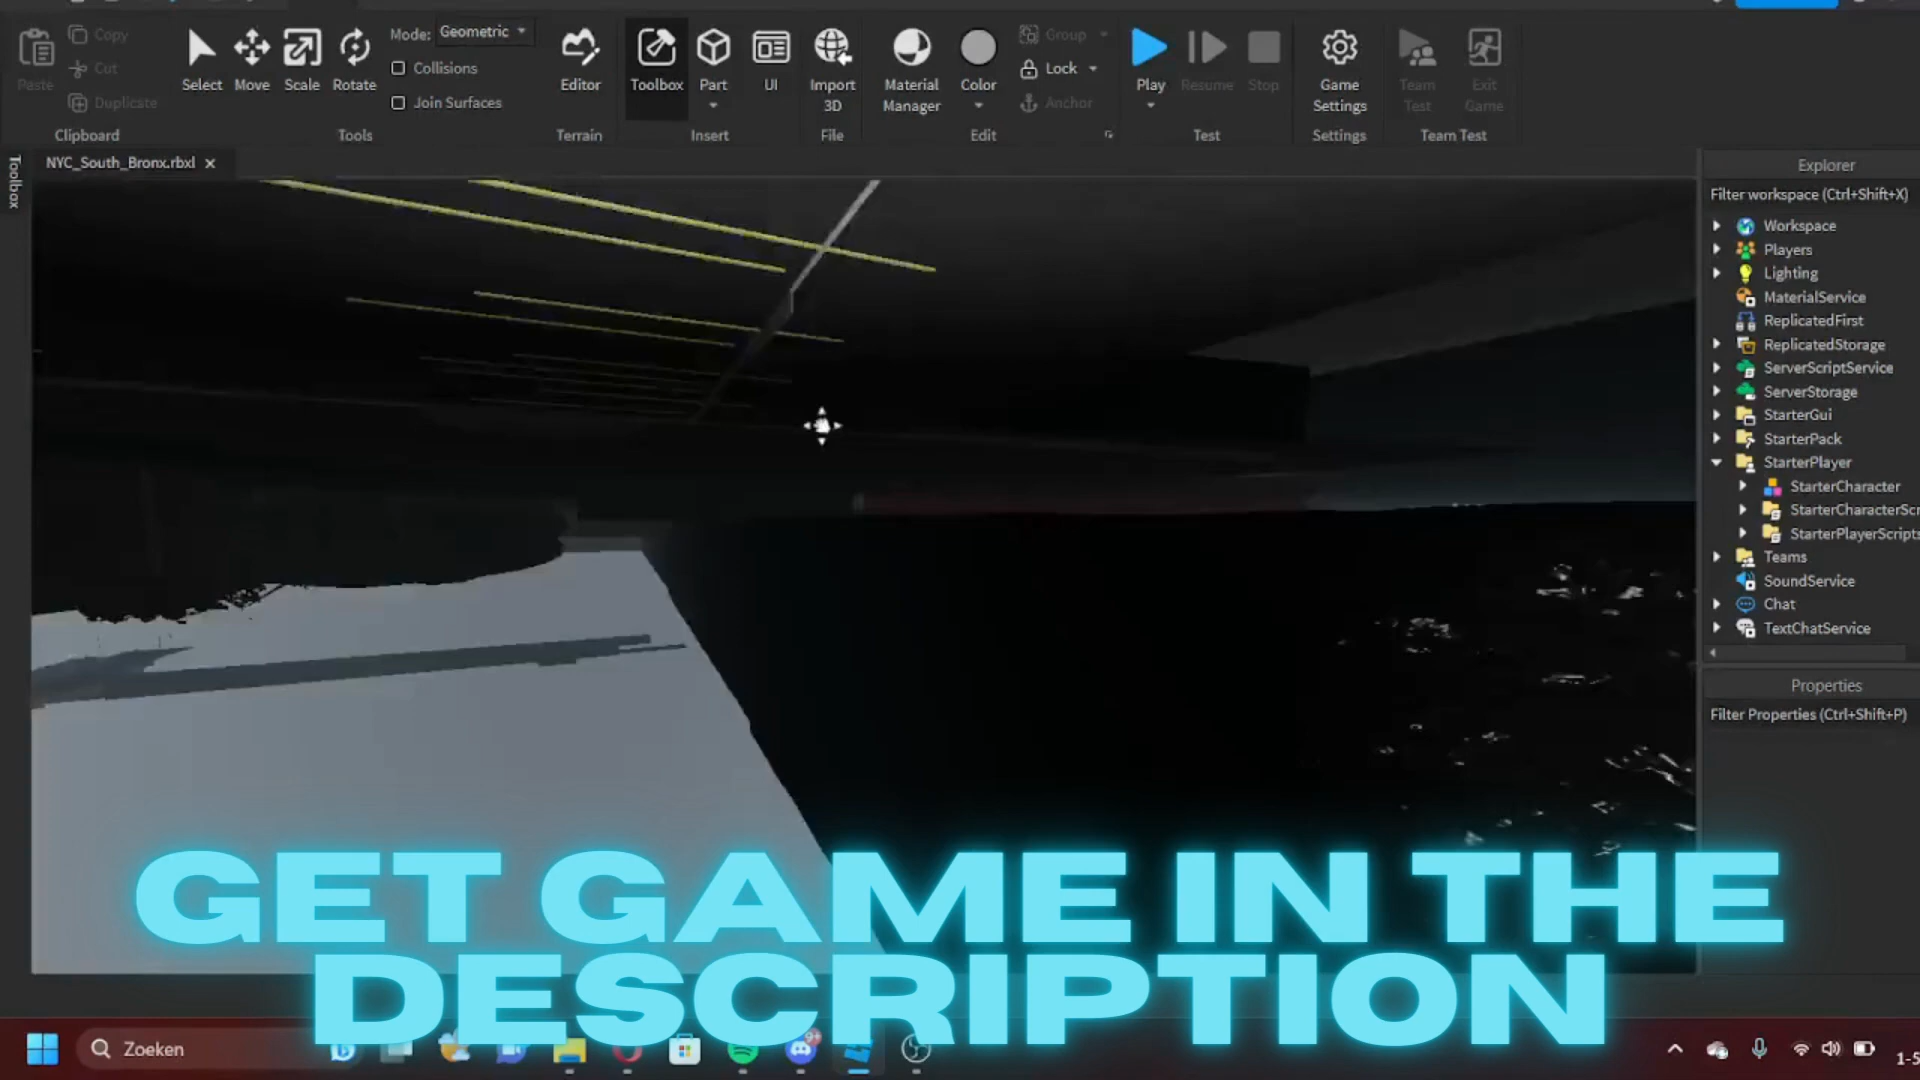 Paste
Copy
Cut
Duplicate
Clipboard
Select
Move
Scale
Rotate
Mode: Geometric
Collisions
Join Surfaces
Tools
Editor
Terrain
Toolbox
Part
UI
Insert
Import
3D
File
Material
Manager
Color
Group
Lock
Anchor
Edit
Play
Resume
Stop
Test
Game
Settings
Settings
Team
Test
Exit
Game
Team Test
Toolbox
NYC_South_Bronx.rbxl
Explorer
Filter workspace (Ctrl+Shift+X)
Workspace
Players
Lighting
MaterialService
ReplicatedFirst
ReplicatedStorage
ServerScriptService
ServerStorage
StarterGui
StarterPack
StarterPlayer
StarterCharacter
StarterCharacterScr
StarterPlayerScripts
Teams
SoundService
Chat
TextChatService
Properties
Filter Properties (Ctrl+Shift+P)
GET GAME IN THE
DESCRIPTION
Zoeken
1-5